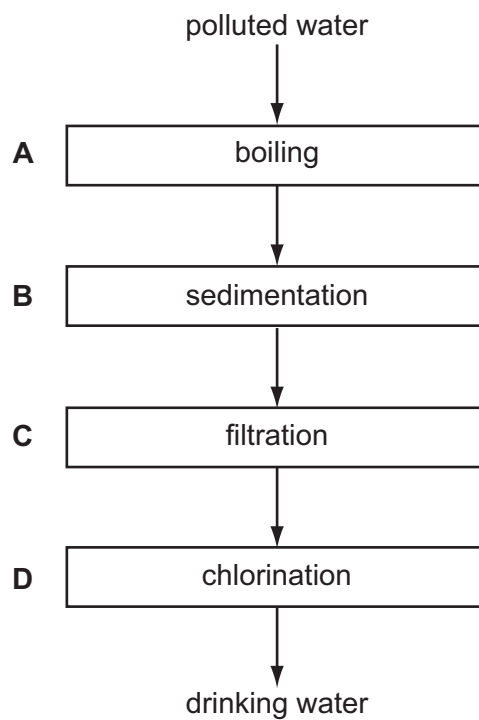 polluted water
A boiling
B sedimentation
C filtration
D chlorination
drinking water